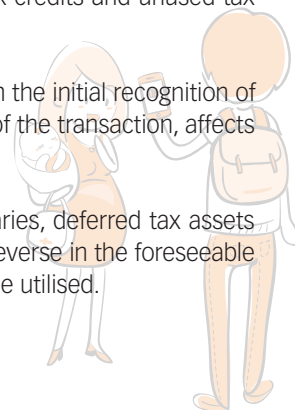 credits and unused tax
the initial recognition of
of the transaction, affects
aries, deferred tax assets
everse in the foreseeable
e utilised.